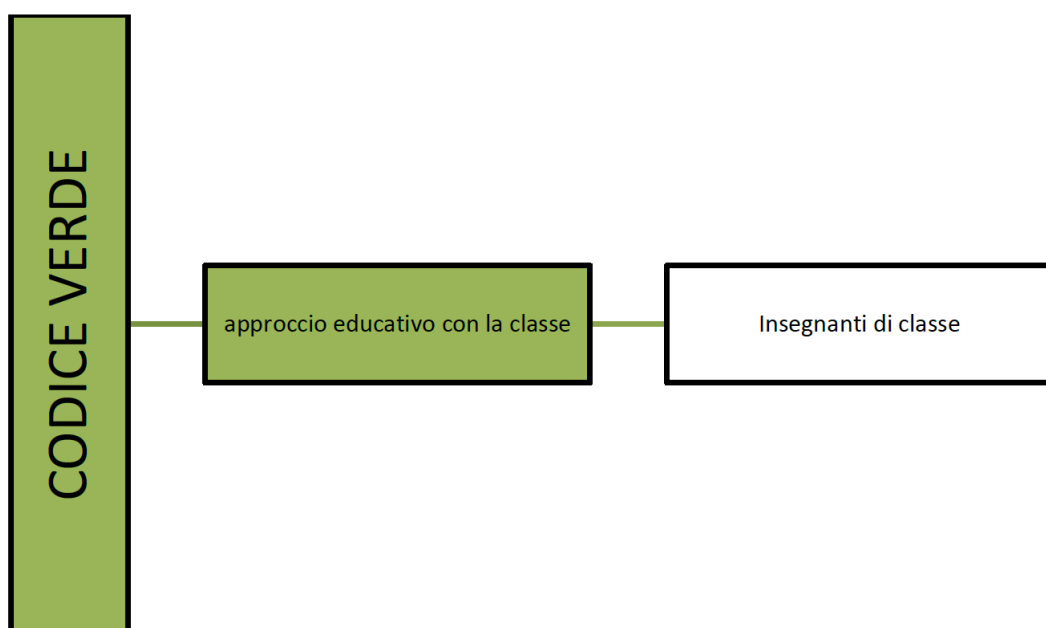 CODICE VERDE
approccio educativo con la classe
Insegnanti di classe